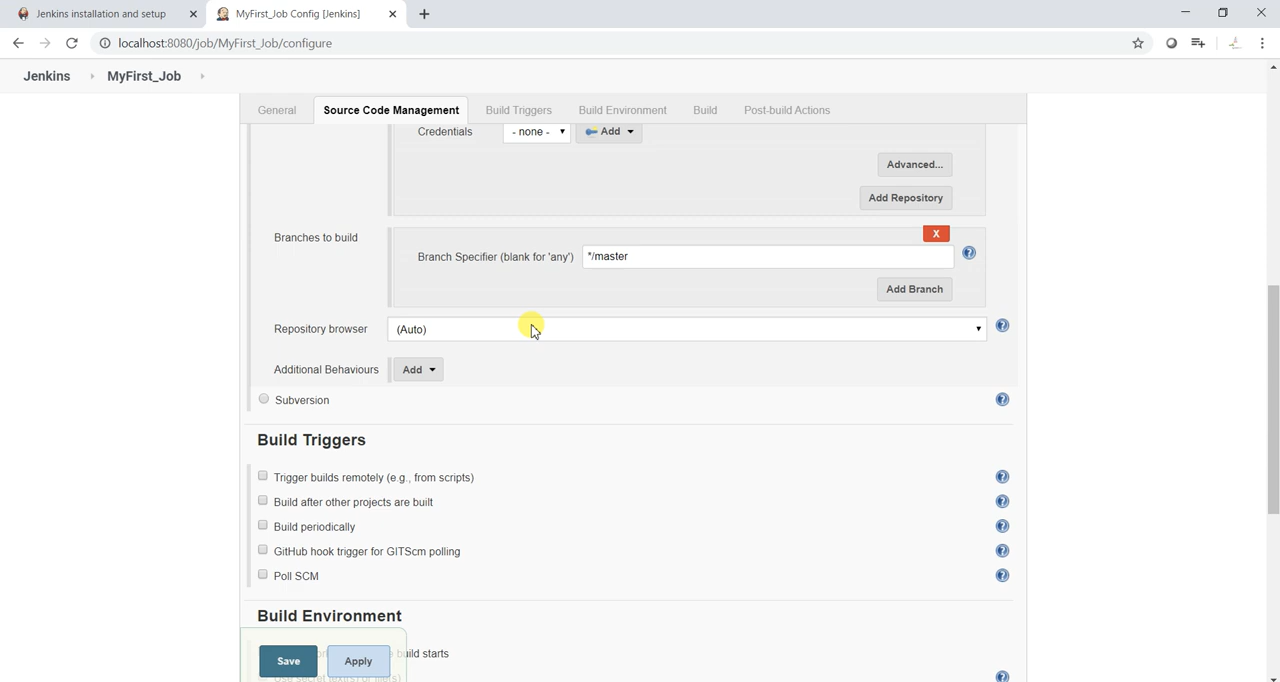 Jenkins installation and setup
MyFirst_Job Config [Jenkins]
localhost:8080/job/MyFirst_Job/configure
Jenkins
MyFirst_Job
General
Source Code Management
Build Triggers
Build Environment
Build
Post-build Actions
Credentials
- none -
Add
Advanced...
Add Repository
Branches to build
X
Branch Specifier (blank for 'any')
*/master
Add Branch
Repository browser
(Auto)
Additional Behaviours
Add
Subversion
Build Triggers
Trigger builds remotely (e.g., from scripts)
Build after other projects are built
Build periodically
GitHub hook trigger for GITScm polling
Poll SCM
Build Environment
build starts
Save
Apply